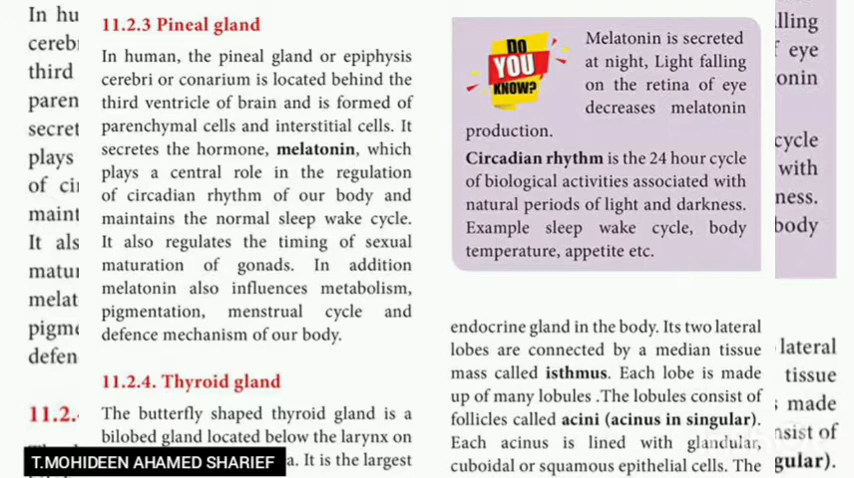 11.2.3 Pineal gland
In human, the pineal gland or epiphysis
cerebri or conarium is located behind the
third ventricle of brain and is formed of
parenchymal cells and interstitial cells. It
secretes the hormone, melatonin, which
plays a central role in the regulation
of circadian rhythm of our body and
maintains the normal sleep wake cycle.
It also regulates the timing of sexual
maturation of gonads. In addition
melatonin also influences metabolism,
pigmentation, menstrual cycle and
defence mechanism of our body.
11.2.4. Thyroid gland
The butterfly shaped thyroid gland is a
bilobed gland located below the larynx on
a. It is the largest
T.MOHIDEEN AHAMED SHARIEF
DO
YOU
KNOW?
Melatonin is secreted
at night, Light falling
on the retina of eye
decreases melatonin
production.
Circadian rhythm is the 24 hour cycle
of biological activities associated with
natural periods of light and darkness.
Example sleep wake cycle, body
temperature, appetite etc.
endocrine gland in the body. Its two lateral
lobes are connected by a median tissue
mass called isthmus. Each lobe is made
up of many lobules .The lobules consist of
follicles called acini (acinus in singular).
Each acinus is lined with glandular,
cuboidal or squamous epithelial cells. The
In hu
cereb
third
paren
secret
plays
of ci
maint
It als
matu
melat
pigm
defen
11.2.
lling
f eye
onin
cycle
with
ness.
body
lateral
tissue
made
nsist of
gular).